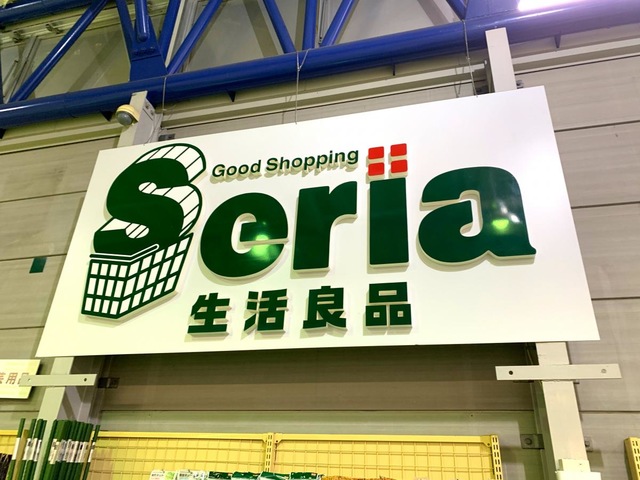 Good Shopping
Seria
生活良品